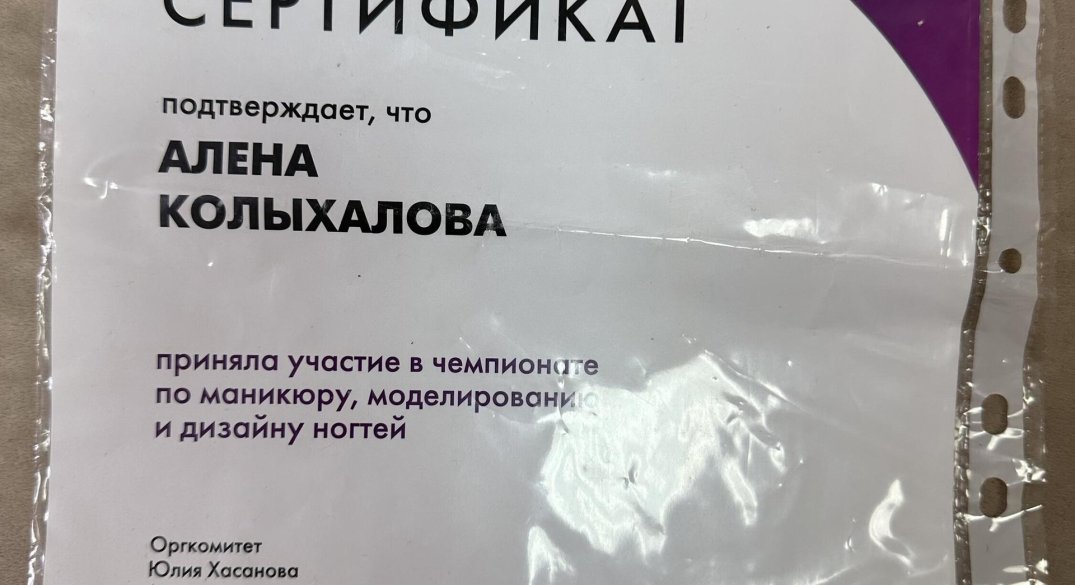 СЕРТИФИКАТ
подтверждает, что
АЛЕНА
КОЛЫХАЛОВА
приняла участие в чемпионате
по маникюру, моделированию
и дизайну ногтей
Оргкомитет
Юлия Хасанова